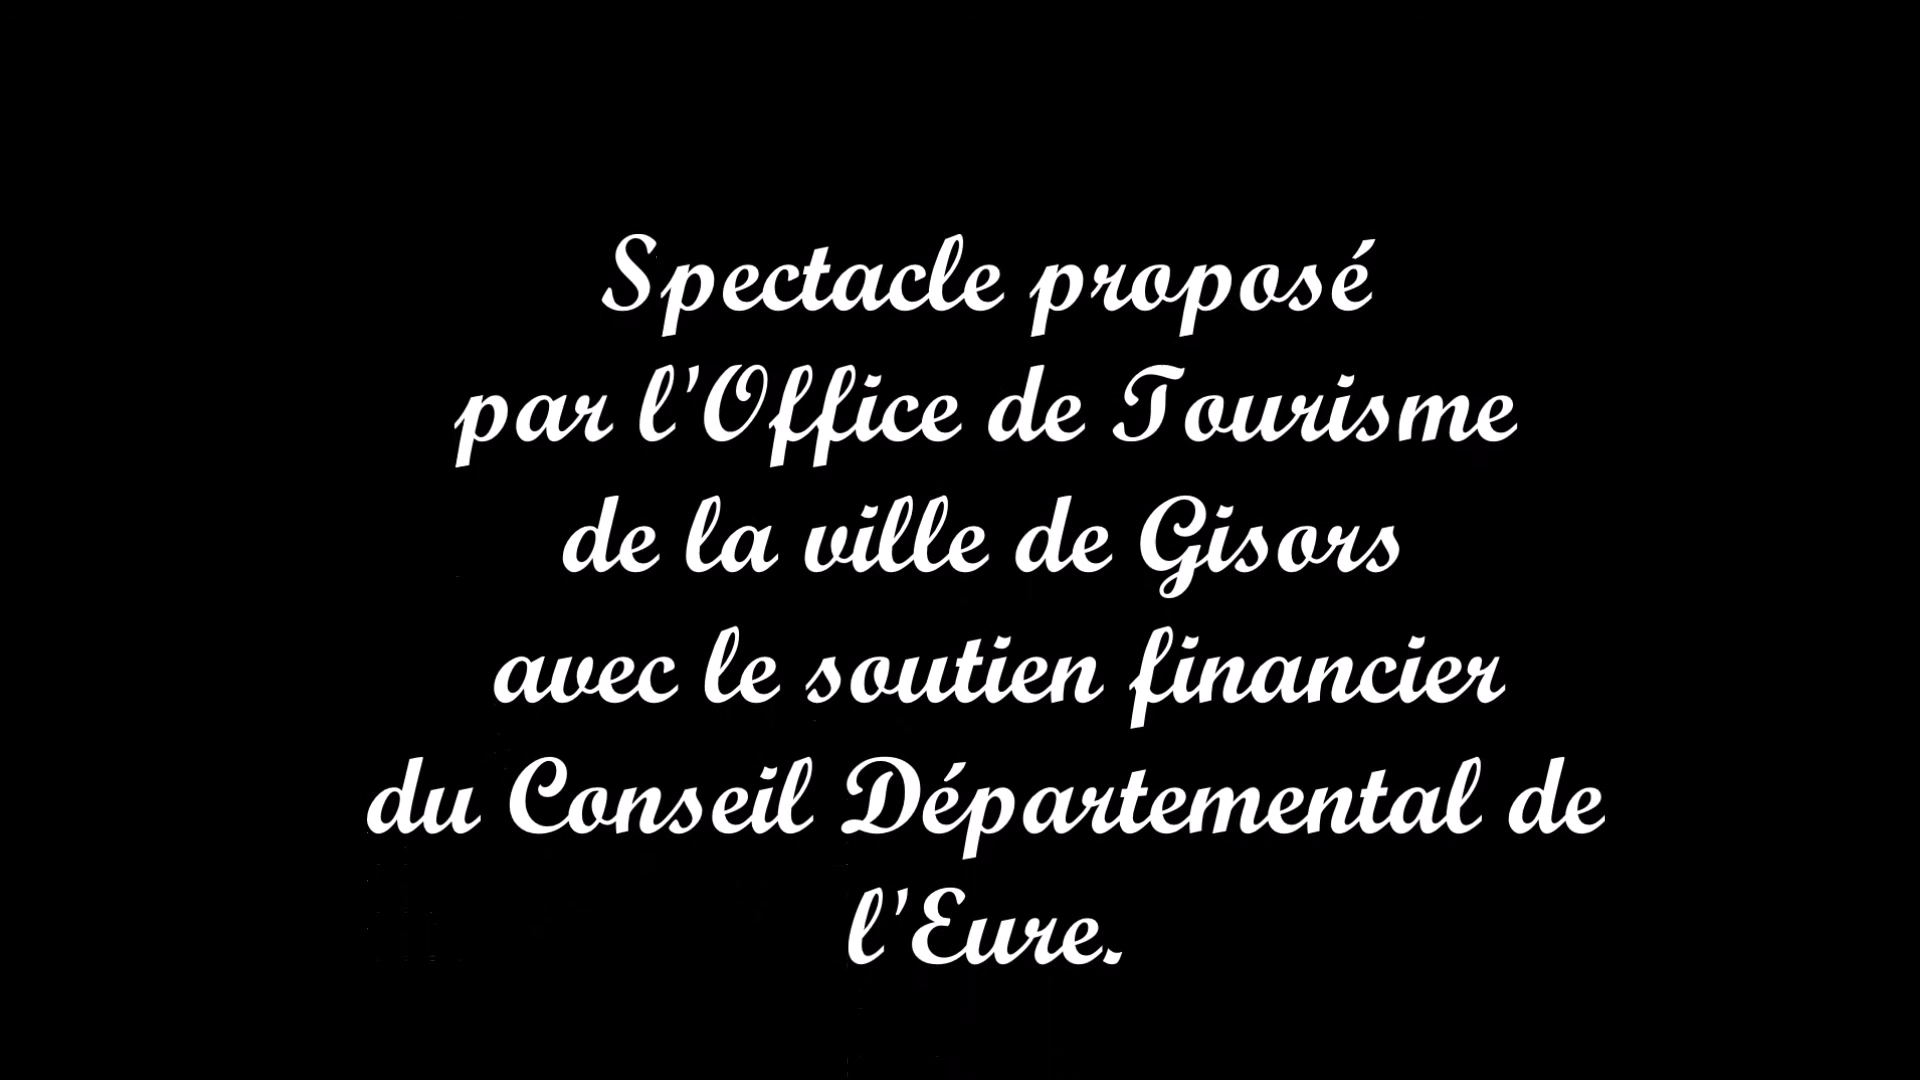 Spectacle proposé
par l'Office de Tourisme
de la ville de Gisors
avec le soutien financier
du Conseil Départemental de
l'Eure.